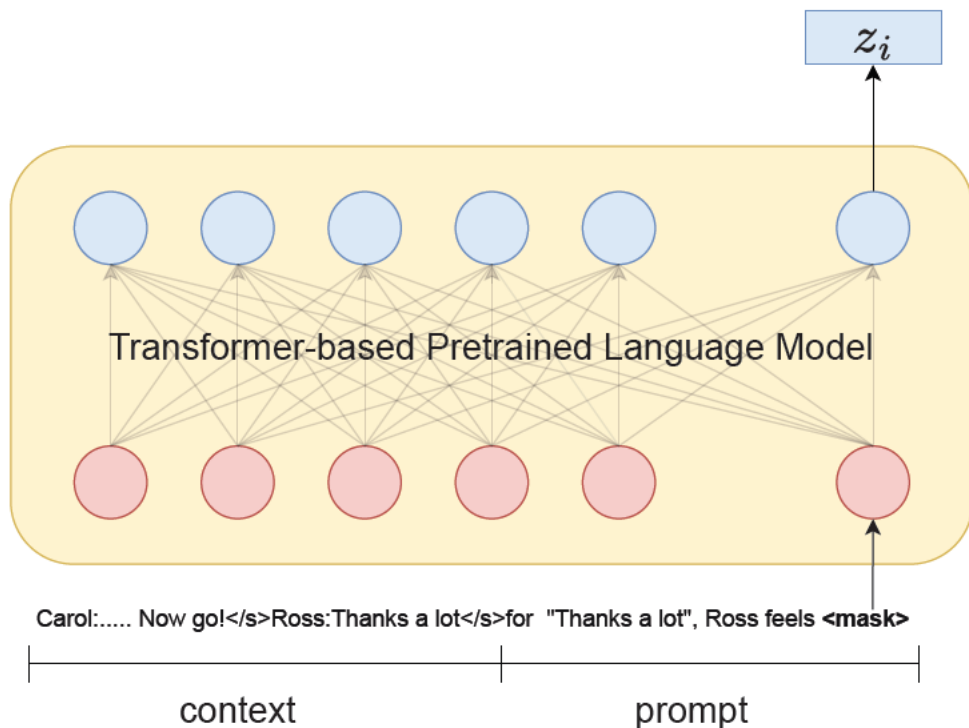 z_i
Transformer-based Pretrained Language Model
Carol:..... Now go!</s>Ross:Thanks a lot</s>for "Thanks a lot", Ross feels <mask>
context prompt